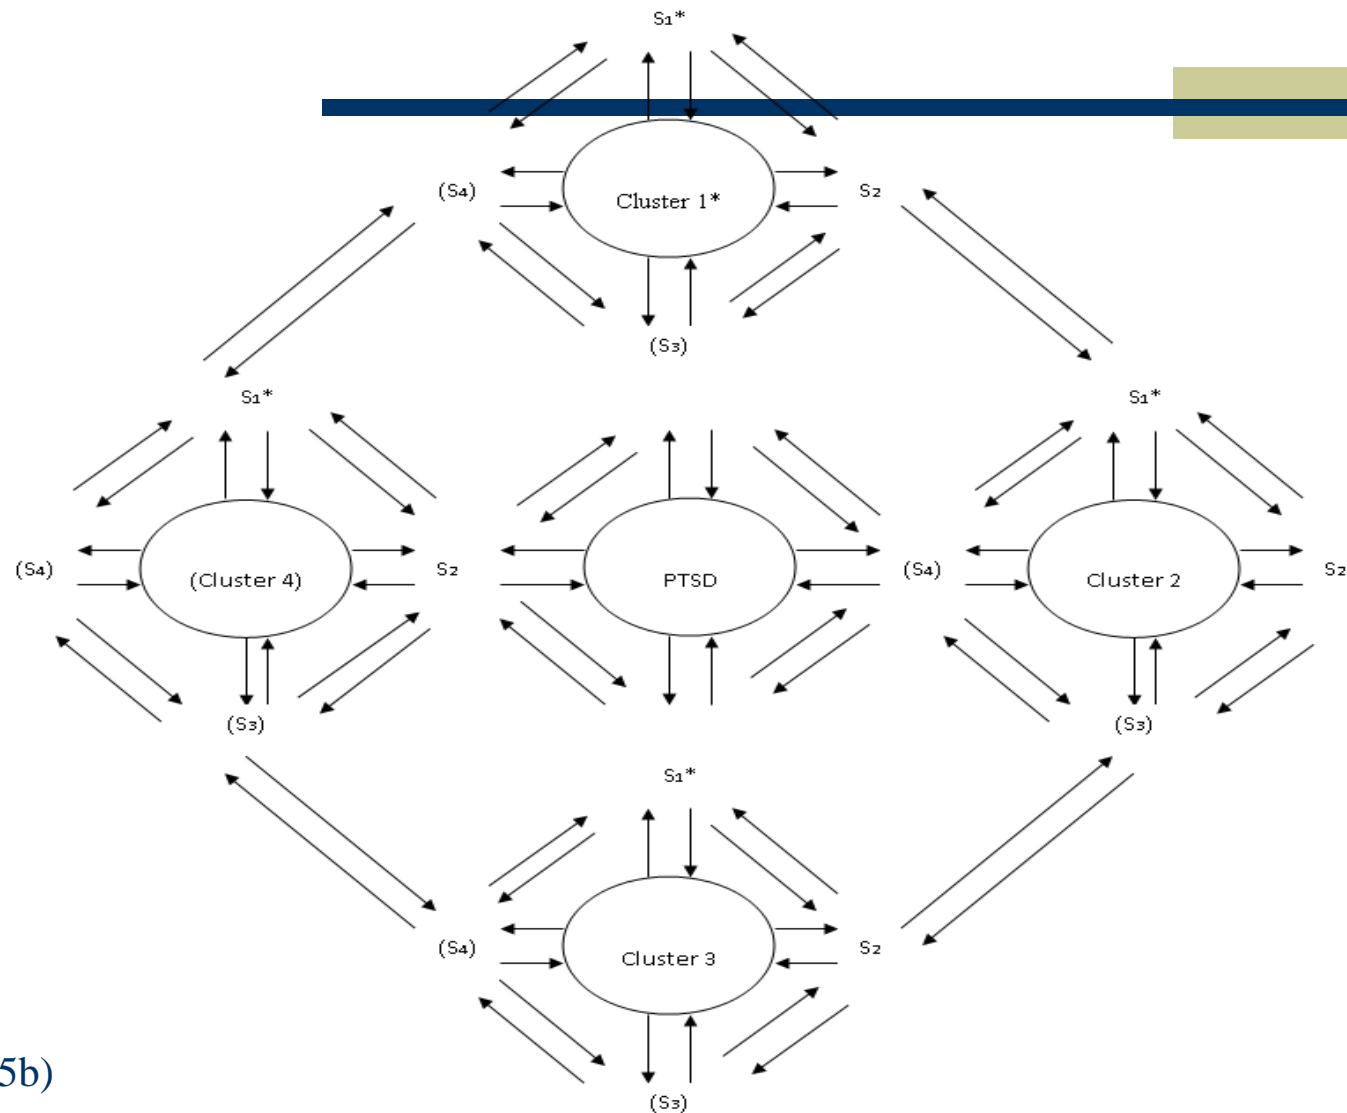 S₁*
(S₄)
Cluster 1*
S₂
(S₃)
S₁*
S₁*
(S₄)
(Cluster 4)
S₂
PTSD
(S₄)
Cluster 2
S₂
(S₃)
(S₃)
S₁*
(S₄)
Cluster 3
S₂
5b)
(S₃)